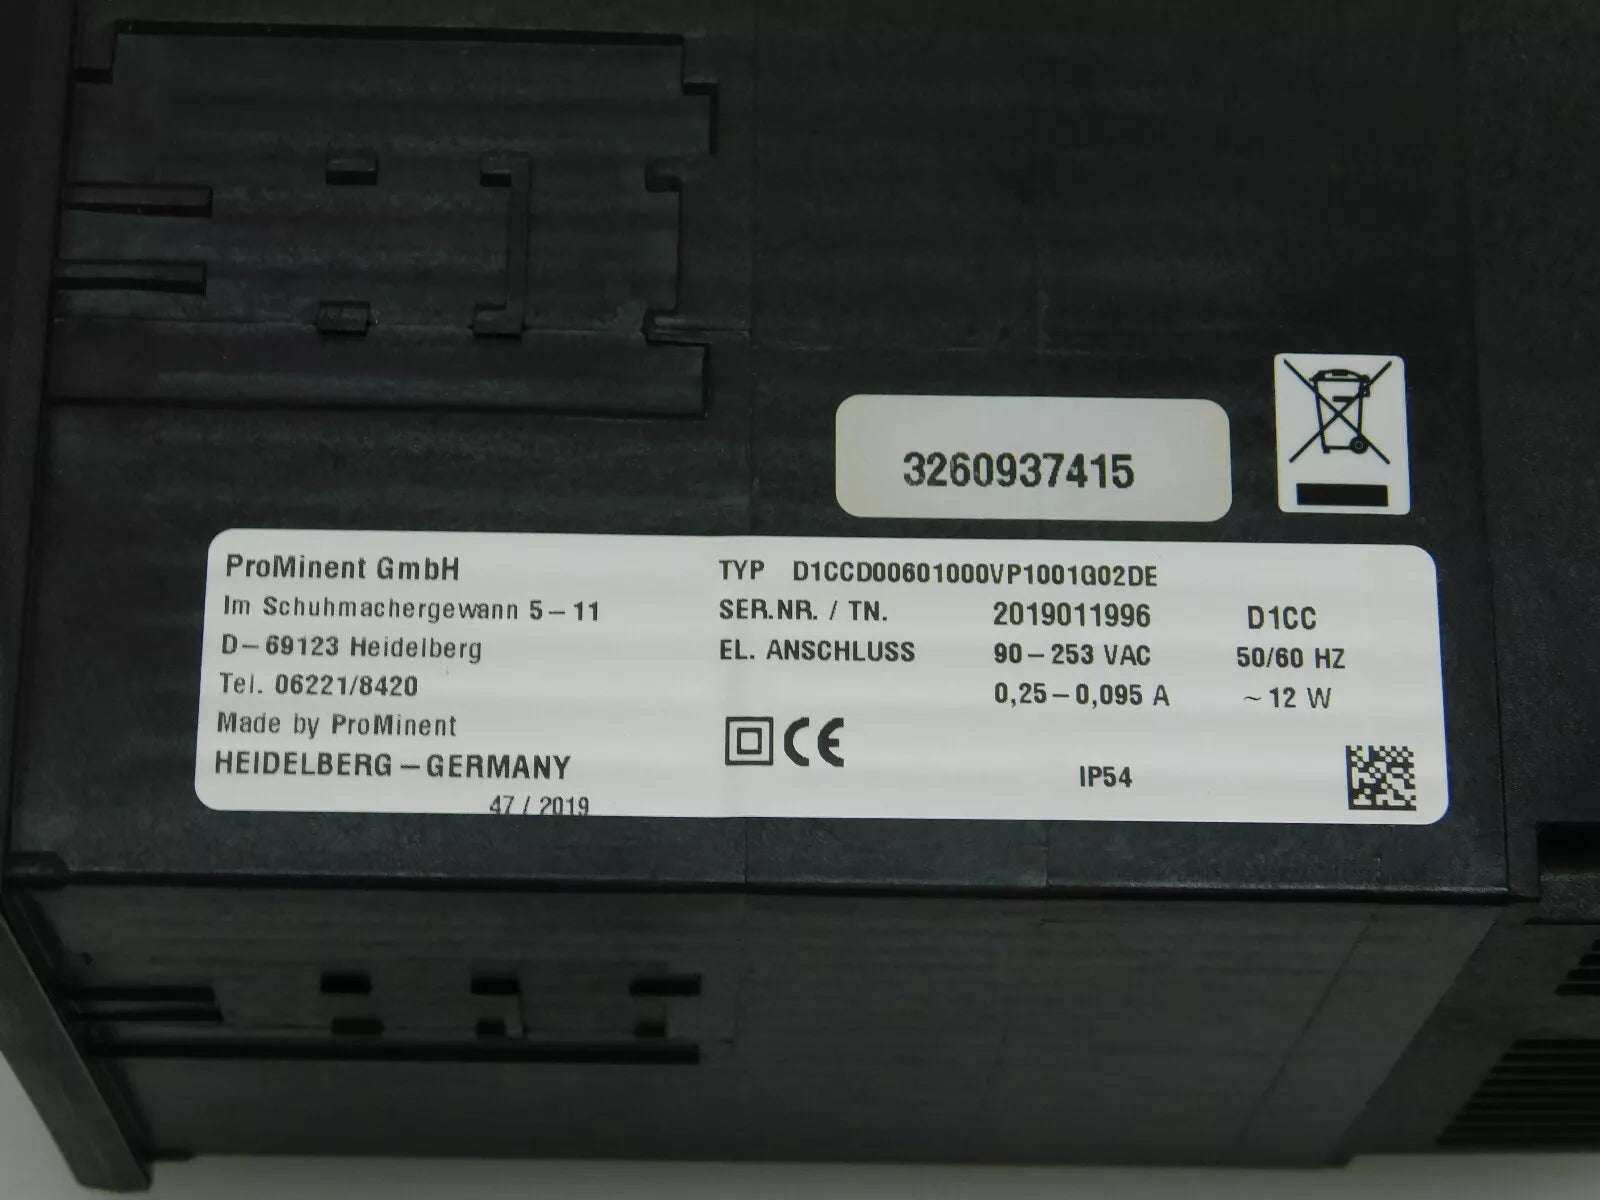 3260937415
ProMinent GmbH
Im Schuhmachergewann 5-11
D-69123 Heidelberg
Tel. 06221/8420
Made by ProMinent
HEIDELBERG-GERMANY
47 / 2019
TYP D1CCD00601000VP1001G02DE
SER.NR. / TN. 2019011996 D1CC
EL. ANSCHLUSS 90-253 VAC 50/60 HZ
0,25-0,095 A ~12 W
CE
IP54